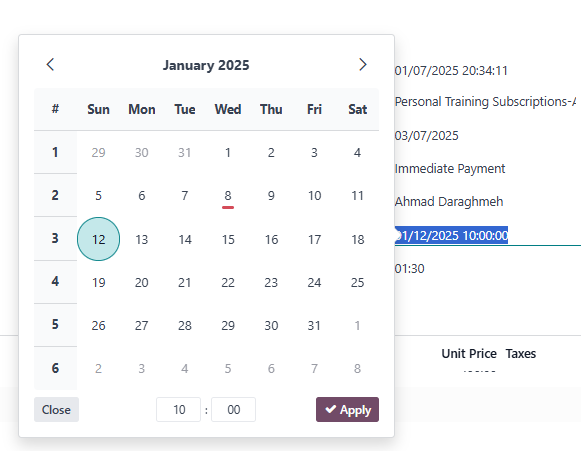 January 2025
# Sun Mon Tue Wed Thu Fri Sat
1 29 30 31 1 2 3 4
2 5 6 7 8 9 10 11
3 12 13 14 15 16 17 18
4 19 20 21 22 23 24 25
5 26 27 28 29 30 31 1
6 2 3 4 5 6 7 8
Close 10 : 00 Apply
01/07/2025 20:34:11
Personal Training Subscriptions-
03/07/2025
Immediate Payment
Ahmad Daraghmeh
01/12/2025 10:00:00
01:30
Unit Price Taxes